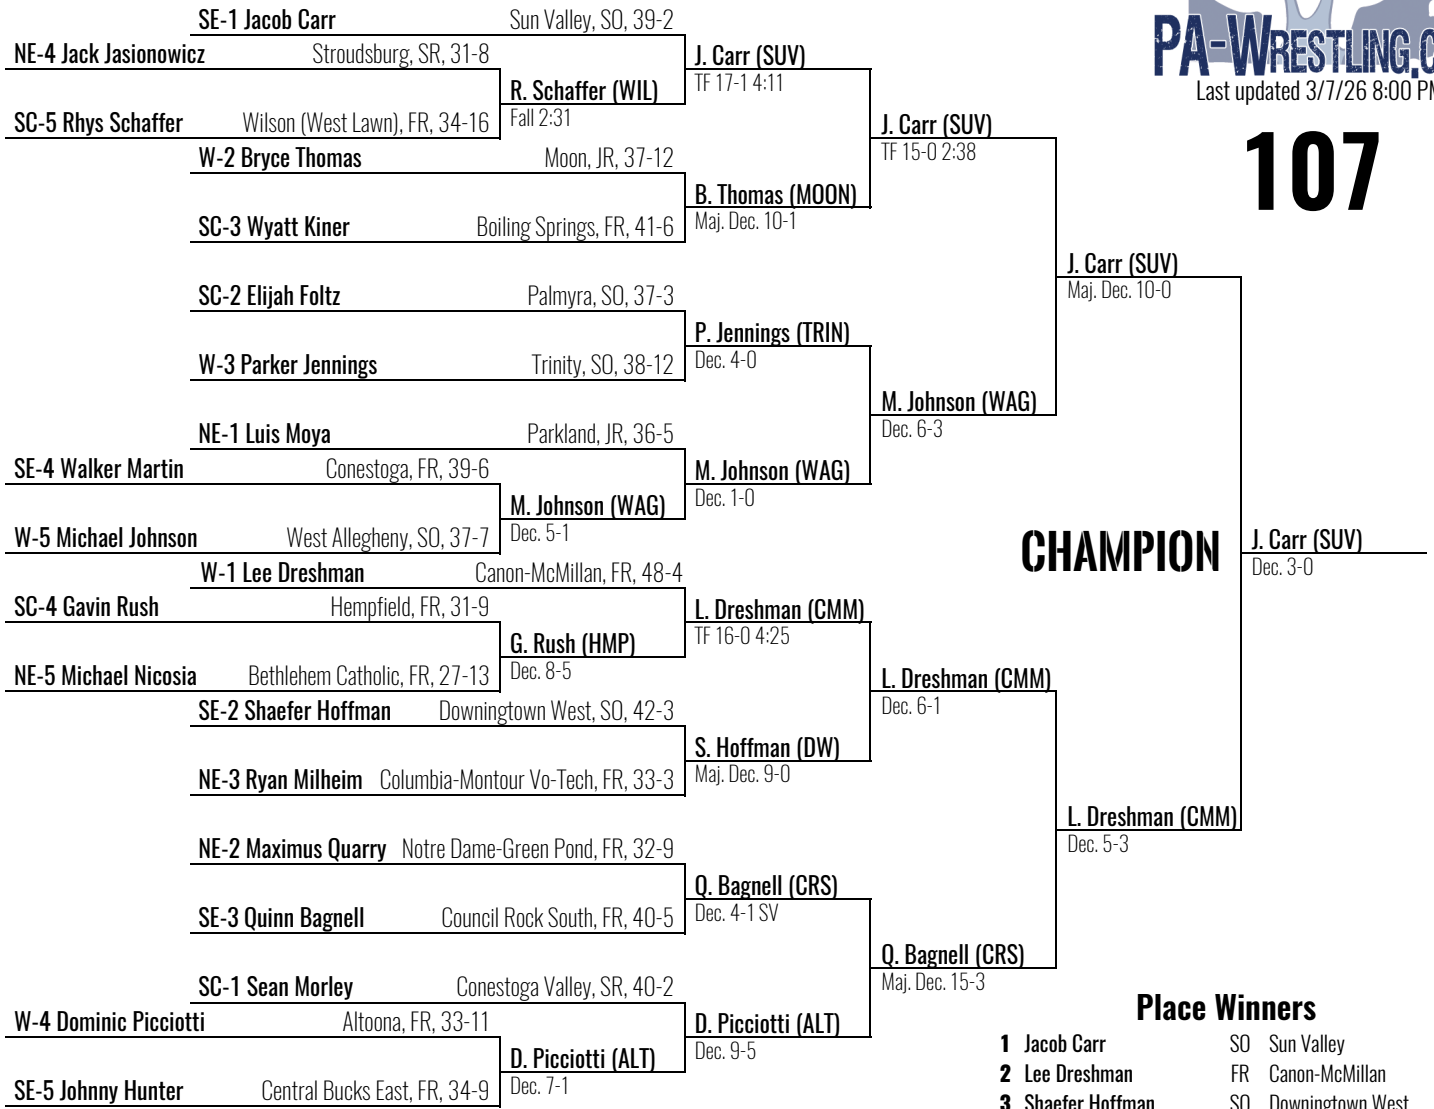 SE-1 Jacob Carr Sun Valley, SO, 39-2
NE-4 Jack Jasionowicz Stroudsburg, SR, 31-8
J. Carr (SUV)
TF 17-1 4:11
R. Schaffer (WIL)
Fall 2:31
SC-5 Rhys Schaffer Wilson (West Lawn), FR, 34-16
J. Carr (SUV)
TF 15-0 2:38
W-2 Bryce Thomas Moon, JR, 37-12
B. Thomas (MOON)
Maj. Dec. 10-1
SC-3 Wyatt Kiner Boiling Springs, FR, 41-6
PA-WRESTLING.C
Last updated 3/7/26 8:00 PM
107
J. Carr (SUV)
Maj. Dec. 10-0
SC-2 Elijah Foltz Palmyra, SO, 37-3
P. Jennings (TRIN)
Dec. 4-0
W-3 Parker Jennings Trinity, SO, 38-12
M. Johnson (WAG)
Dec. 6-3
NE-1 Luis Moya Parkland, JR, 36-5
SE-4 Walker Martin Conestoga, FR, 39-6
M. Johnson (WAG)
Dec. 1-0
M. Johnson (WAG)
Dec. 5-1
W-5 Michael Johnson West Allegheny, SO, 37-7
CHAMPION
J. Carr (SUV)
Dec. 3-0
W-1 Lee Dreshman Canon-McMillan, FR, 48-4
SC-4 Gavin Rush Hempfield, FR, 31-9
L. Dreshman (CMM)
TF 16-0 4:25
G. Rush (HMP)
Dec. 8-5
NE-5 Michael Nicosia Bethlehem Catholic, FR, 27-13
L. Dreshman (CMM)
Dec. 6-1
SE-2 Shaefer Hoffman Downingtown West, SO, 42-3
S. Hoffman (DW)
Maj. Dec. 9-0
NE-3 Ryan Milheim Columbia-Montour Vo-Tech, FR, 33-3
L. Dreshman (CMM)
Dec. 5-3
NE-2 Maximus Quarry Notre Dame-Green Pond, FR, 32-9
Q. Bagnell (CRS)
Dec. 4-1 SV
SE-3 Quinn Bagnell Council Rock South, FR, 40-5
Q. Bagnell (CRS)
Maj. Dec. 15-3
SC-1 Sean Morley Conestoga Valley, SR, 40-2
W-4 Dominic Picciotti Altoona, FR, 33-11
D. Picciotti (ALT)
Dec. 9-5
D. Picciotti (ALT)
Dec. 7-1
SE-5 Johnny Hunter Central Bucks East, FR, 34-9
Place Winners
1 Jacob Carr SO Sun Valley
2 Lee Dreshman FR Canon-McMillan
3 Shaefer Hoffman SO Downingtown West